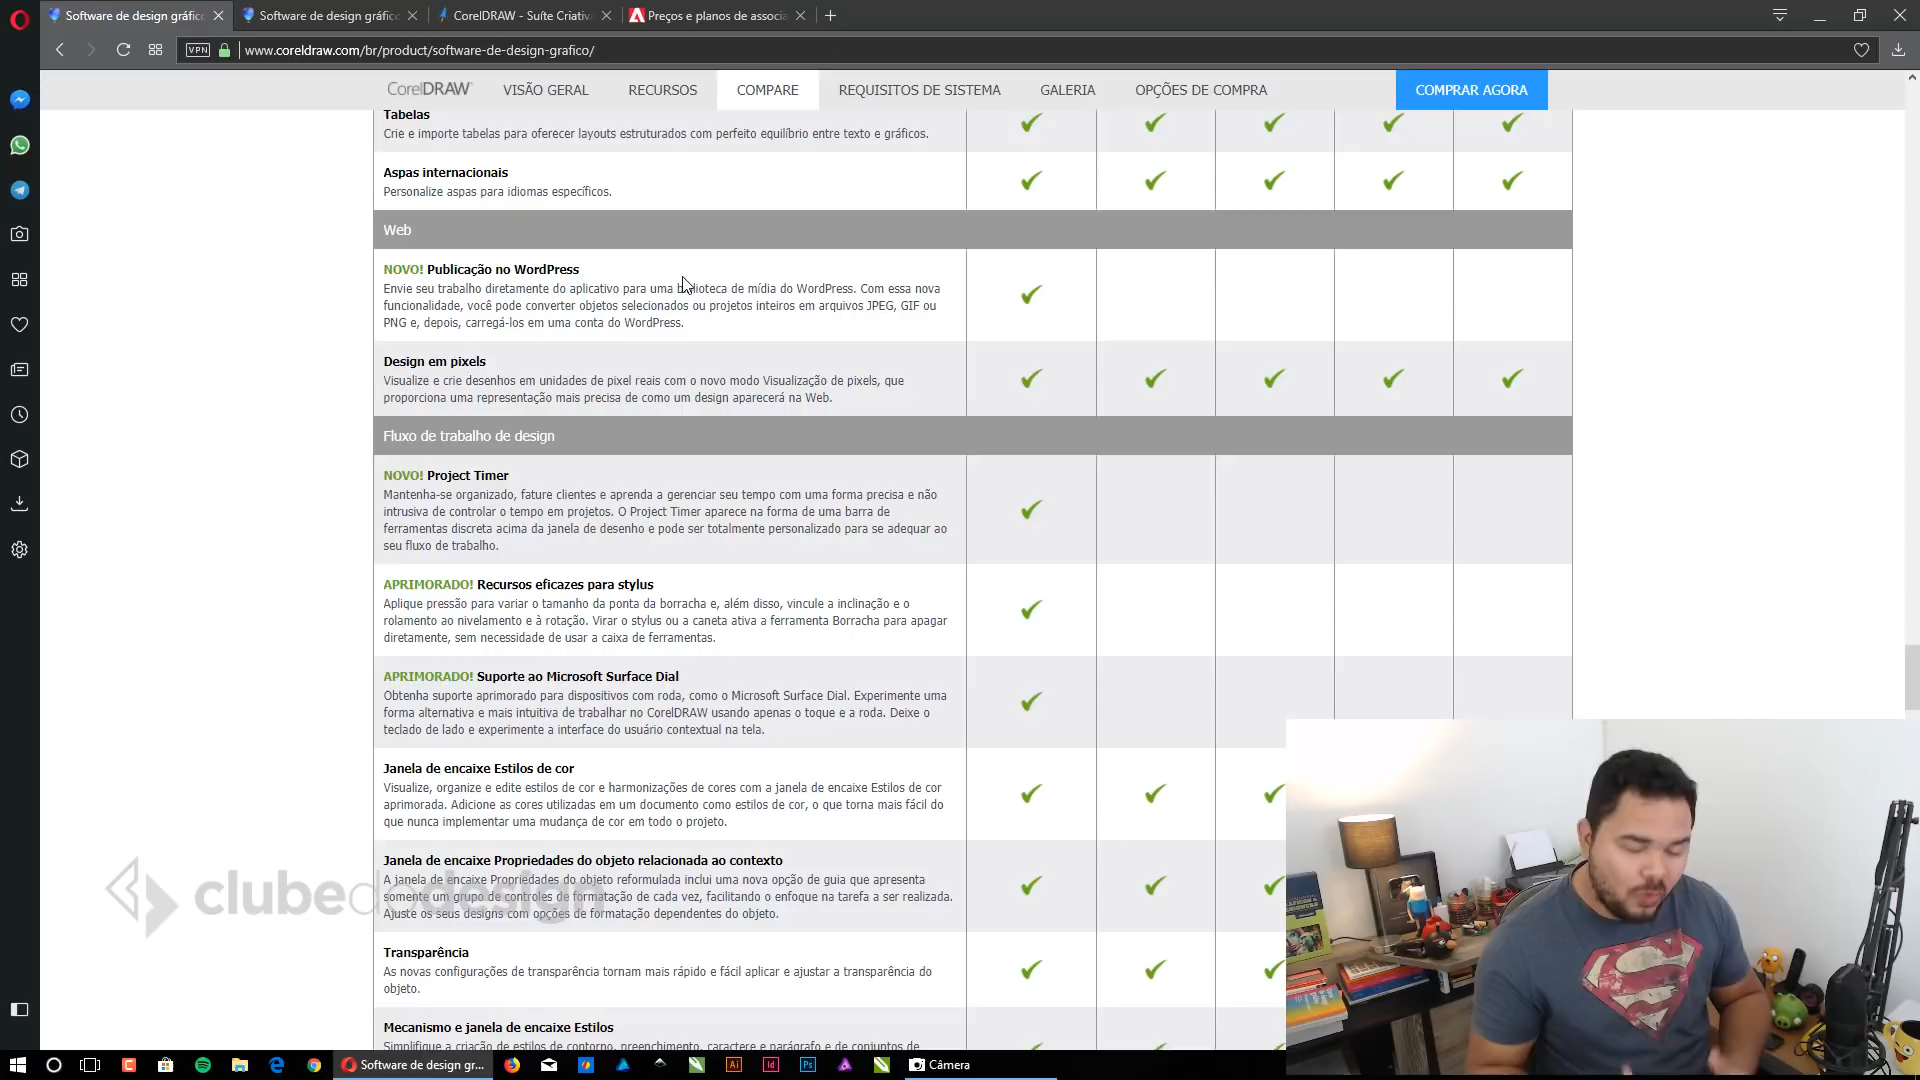 Software de design gráfic
Software de design gráfic
CorelDRAW - Suíte Criativ
Preços e planos de associa
VPN
www.coreldraw.com/br/product/software-de-design-grafico/
CorelDRAW
VISÃO GERAL
RECURSOS
COMPARE
REQUISITOS DE SISTEMA
GALERIA
OPÇÕES DE COMPRA
COMPRAR AGORA
Tabelas
Crie e importe tabelas para oferecer layouts estruturados com perfeito equilíbrio entre texto e gráficos.
Aspas internacionais
Personalize aspas para idiomas específicos.
Web
NOVO! Publicação no WordPress
Envie seu trabalho diretamente do aplicativo para uma biblioteca de mídia do WordPress. Com essa nova
funcionalidade, você pode converter objetos selecionados ou projetos inteiros em arquivos JPEG, GIF ou
PNG e, depois, carregá-los em uma conta do WordPress.
Design em pixels
Visualize e crie desenhos em unidades de pixel reais com o novo modo Visualização de pixels, que
proporciona uma representação mais precisa de como um design aparecerá na Web.
Fluxo de trabalho de design
NOVO! Project Timer
Mantenha-se organizado, fature clientes e aprenda a gerenciar seu tempo com uma forma precisa e não
intrusiva de controlar o tempo em projetos. O Project Timer aparece na forma de uma barra de
ferramentas discreta acima da janela de desenho e pode ser totalmente personalizado para se adequar ao
seu fluxo de trabalho.
APRIMORADO! Recursos eficazes para stylus
Aplique pressão para variar o tamanho da ponta da borracha e, além disso, vincule a inclinação e o
rolamento ao nivelamento e à rotação. Virar o stylus ou a caneta ativa a ferramenta Borracha para apagar
diretamente, sem necessidade de usar a caixa de ferramentas.
APRIMORADO! Suporte ao Microsoft Surface Dial
Obtenha suporte aprimorado para dispositivos com roda, como o Microsoft Surface Dial. Experimente uma
forma alternativa e mais intuitiva de trabalhar no CorelDRAW usando apenas o toque e a roda. Deixe o
teclado de lado e experimente a interface do usuário contextual na tela.
Janela de encaixe Estilos de cor
Visualize, organize e edite estilos de cor e harmonizações de cores com a janela de encaixe Estilos de cor
aprimorada. Adicione as cores utilizadas em um documento como estilos de cor, o que torna mais fácil do
que nunca implementar uma mudança de cor em todo o projeto.
Janela de encaixe Propriedades do objeto relacionada ao contexto
A janela de encaixe Propriedades do objeto reformulada inclui uma nova opção de guia que apresenta
somente um grupo de controles de formatação de cada vez, facilitando o enfoque na tarefa a ser realizada.
Ajuste os seus designs com opções de formatação dependentes do objeto.
clubedodesign
Transparência
As novas configurações de transparência tornam mais rápido e fácil aplicar e ajustar a transparência do
objeto.
Mecanismo e janela de encaixe Estilos
Simplifique a criação de estilos de contorno, preenchimento, caractere e parágrafo e de conjuntos de
Software de design gr...
Ai
Id
Ps
Câmera